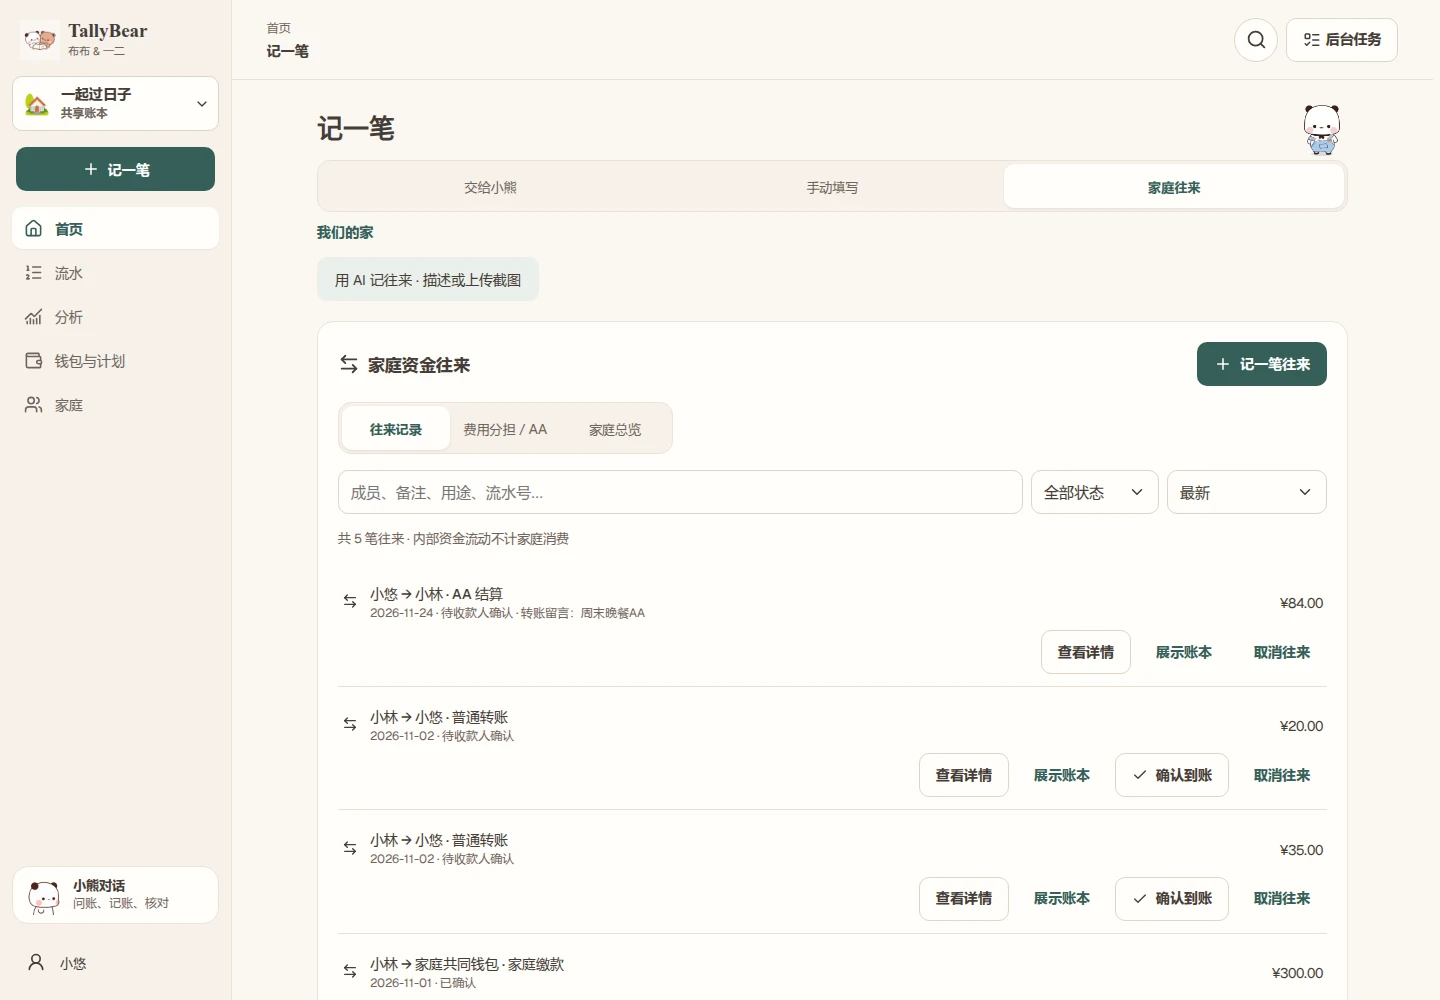 TallyBear
布布 & 一二
一起过日子
共享账本
记一笔
首页
流水
分析
钱包与计划
家庭
小熊对话
问账、记账、核对
小悠
首页
记一笔
后台任务
记一笔
交给小熊
手动填写
家庭往来
我们的家
用 AI 记往来 · 描述或上传截图
家庭资金往来
记一笔往来
往来记录
费用分担 / AA
家庭总览
成员、备注、用途、流水号...
全部状态
最新
共 5 笔往来 · 内部资金流动不计家庭消费
小悠 → 小林 · AA 结算
2026-11-24 · 待收款人确认 · 转账留言：周末晚餐AA
¥84.00
查看详情
展示账本
取消往来
小林 → 小悠 · 普通转账
2026-11-02 · 待收款人确认
¥20.00
查看详情
展示账本
确认到账
取消往来
小林 → 小悠 · 普通转账
2026-11-02 · 待收款人确认
¥35.00
查看详情
展示账本
确认到账
取消往来
小林 → 家庭共同钱包 · 家庭缴款
2026-11-01 · 已确认
¥300.00